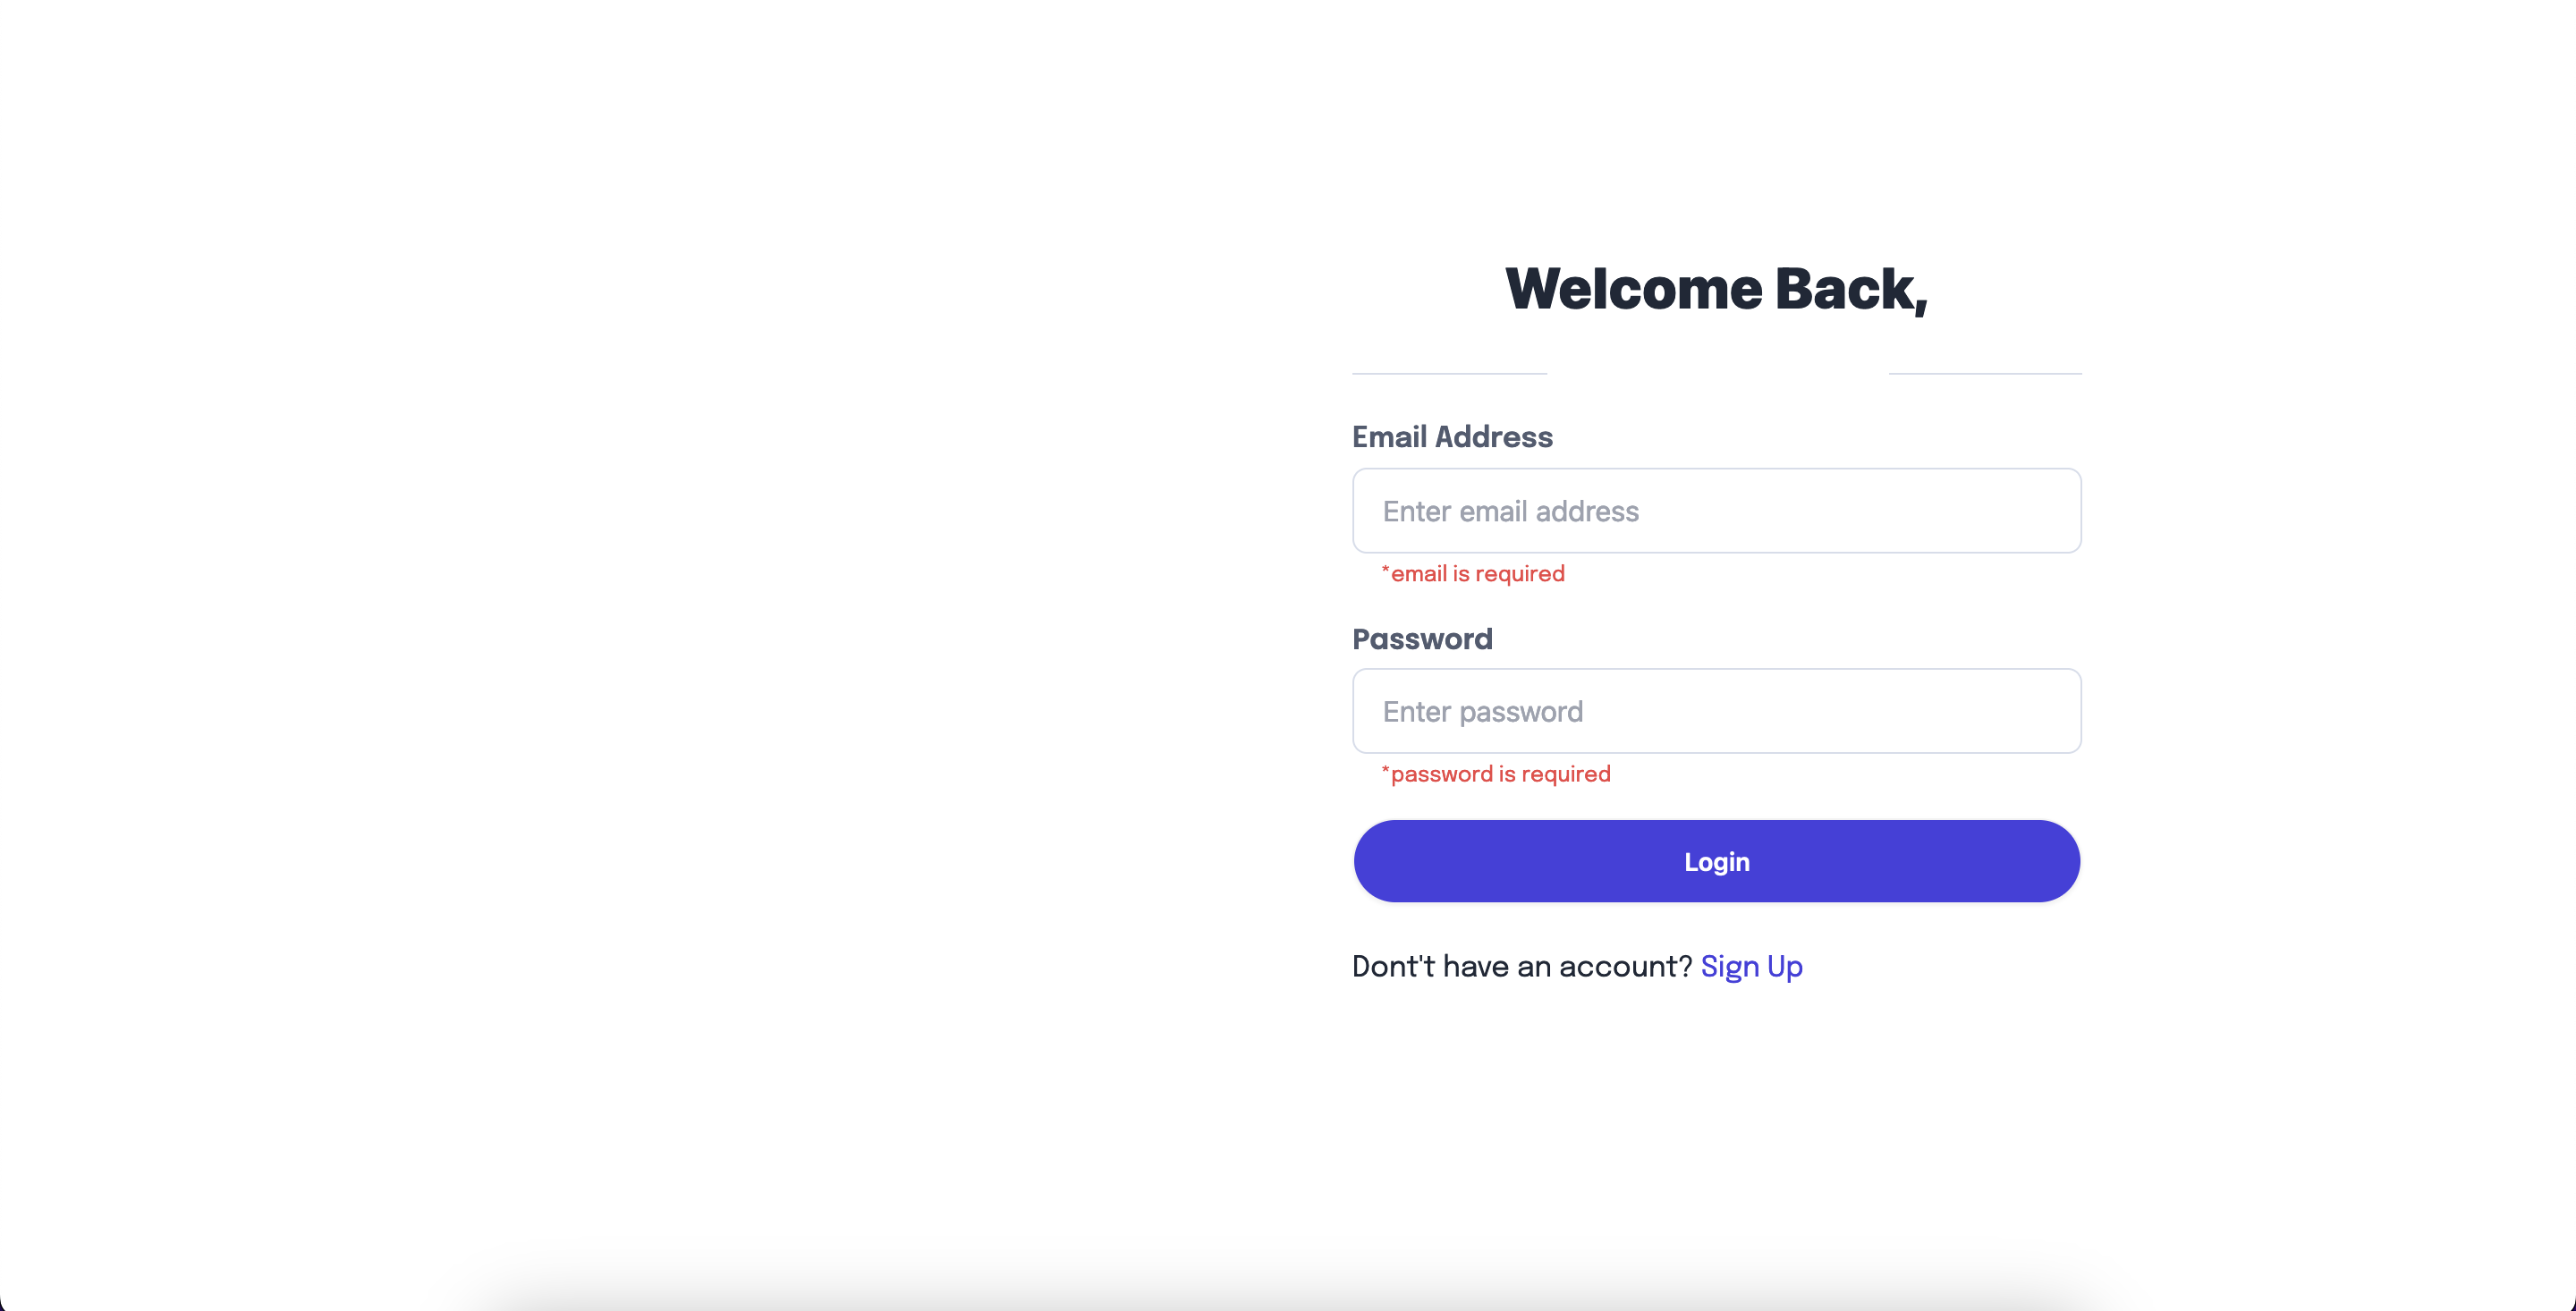 Welcome Back,
Email Address
Enter email address
*email is required
Password
Enter password
*password is required
Login
Dont't have an account? Sign Up